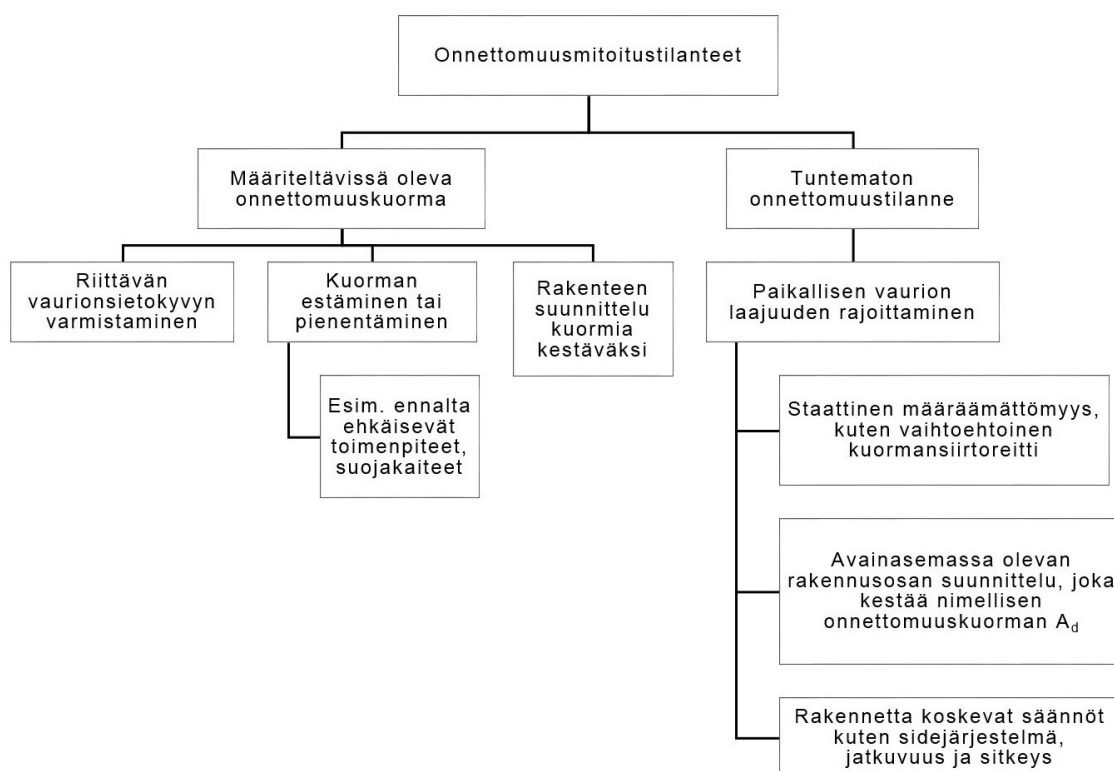 Onnettomuusmitoitustilanteet
Määriteltävissä oleva
onnettomuuskuorma
Tuntematon
onnettomuustilanne
Riittävän
vaurionsietokyvyn
varmistaminen
Kuorman
estäminen tai
pienentäminen
Rakenteen
suunnittelu
kuormia
kestäväksi
Paikallisen vaurion
laajuuden rajoittaminen
Esim. ennalta
ehkäisevät
toimenpiteet,
suojakaiteet
Staattinen määräämättömyys,
kuten vaihtoehtoinen
kuormansiirtoreitti
Avainasemassa olevan
rakennusosan suunnittelu, joka
kestää nimellisen
onnettomuuskuorman A_d
Rakennetta koskevat säännöt
kuten sidejärjestelmä,
jatkuvuus ja sitkeys